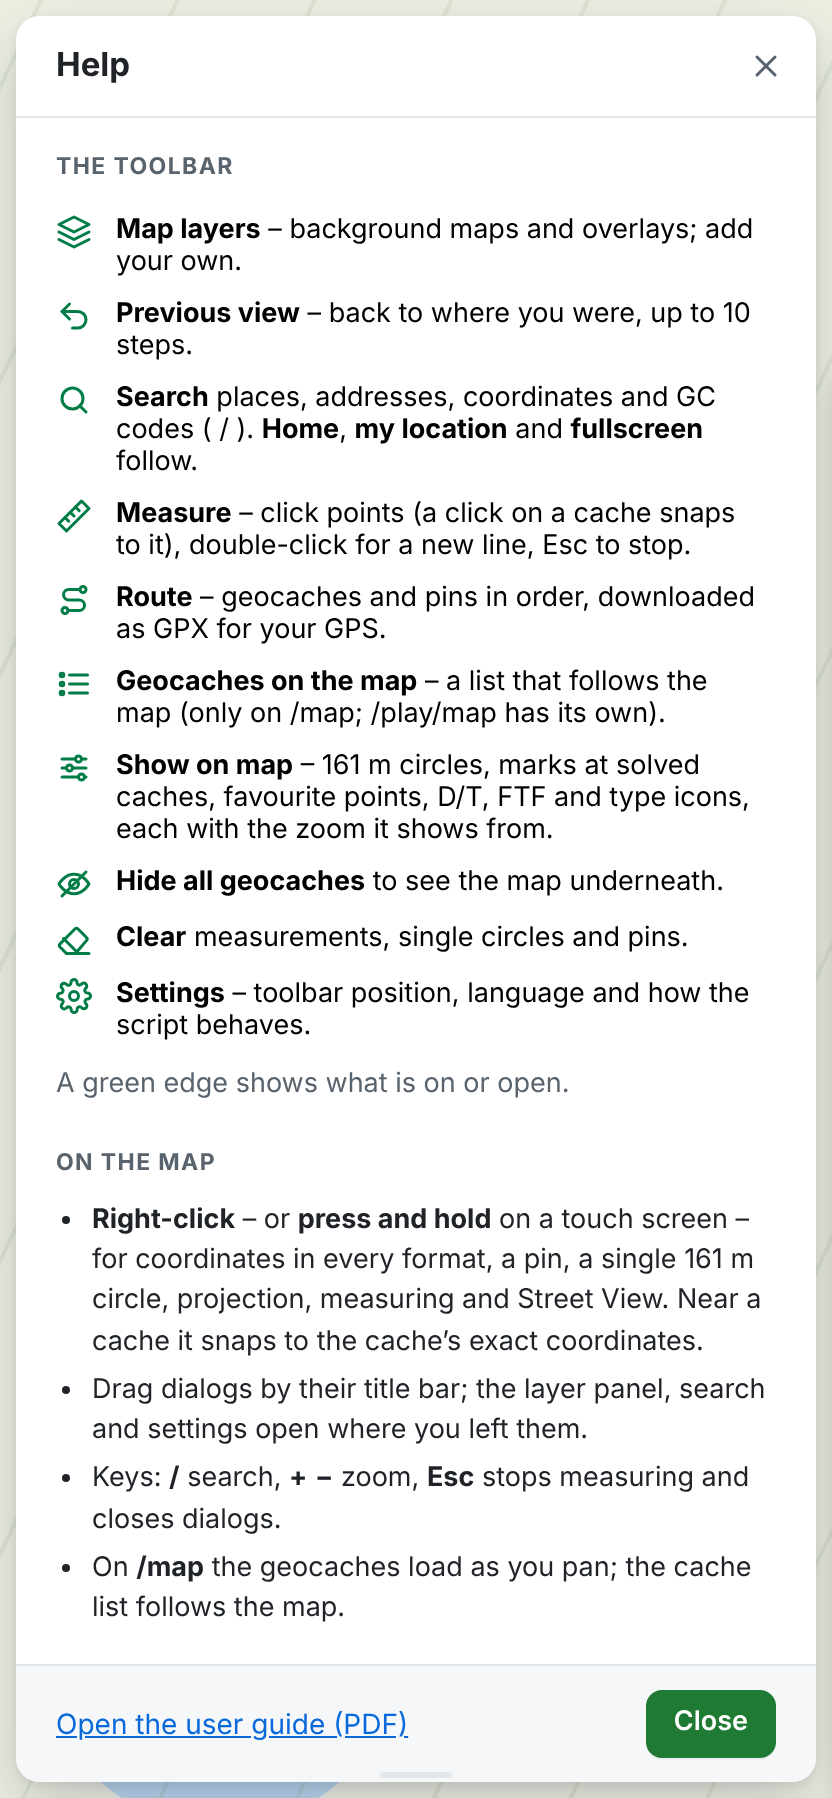 Help
THE TOOLBAR
Map layers – background maps and overlays; add
your own.
Previous view – back to where you were, up to 10
steps.
Search places, addresses, coordinates and GC
codes ( / ). Home, my location and fullscreen
follow.
Measure – click points (a click on a cache snaps
to it), double-click for a new line, Esc to stop.
Route – geocaches and pins in order, downloaded
as GPX for your GPS.
Geocaches on the map – a list that follows the
map (only on /map; /play/map has its own).
Show on map – 161 m circles, marks at solved
caches, favourite points, D/T, FTF and type icons,
each with the zoom it shows from.
Hide all geocaches to see the map underneath.
Clear measurements, single circles and pins.
Settings – toolbar position, language and how the
script behaves.
A green edge shows what is on or open.
ON THE MAP
• Right-click – or press and hold on a touch screen –
for coordinates in every format, a pin, a single 161 m
circle, projection, measuring and Street View. Near a
cache it snaps to the cache’s exact coordinates.
• Drag dialogs by their title bar; the layer panel, search
and settings open where you left them.
• Keys: / search, + − zoom, Esc stops measuring and
closes dialogs.
• On /map the geocaches load as you pan; the cache
list follows the map.
Open the user guide (PDF)
Close